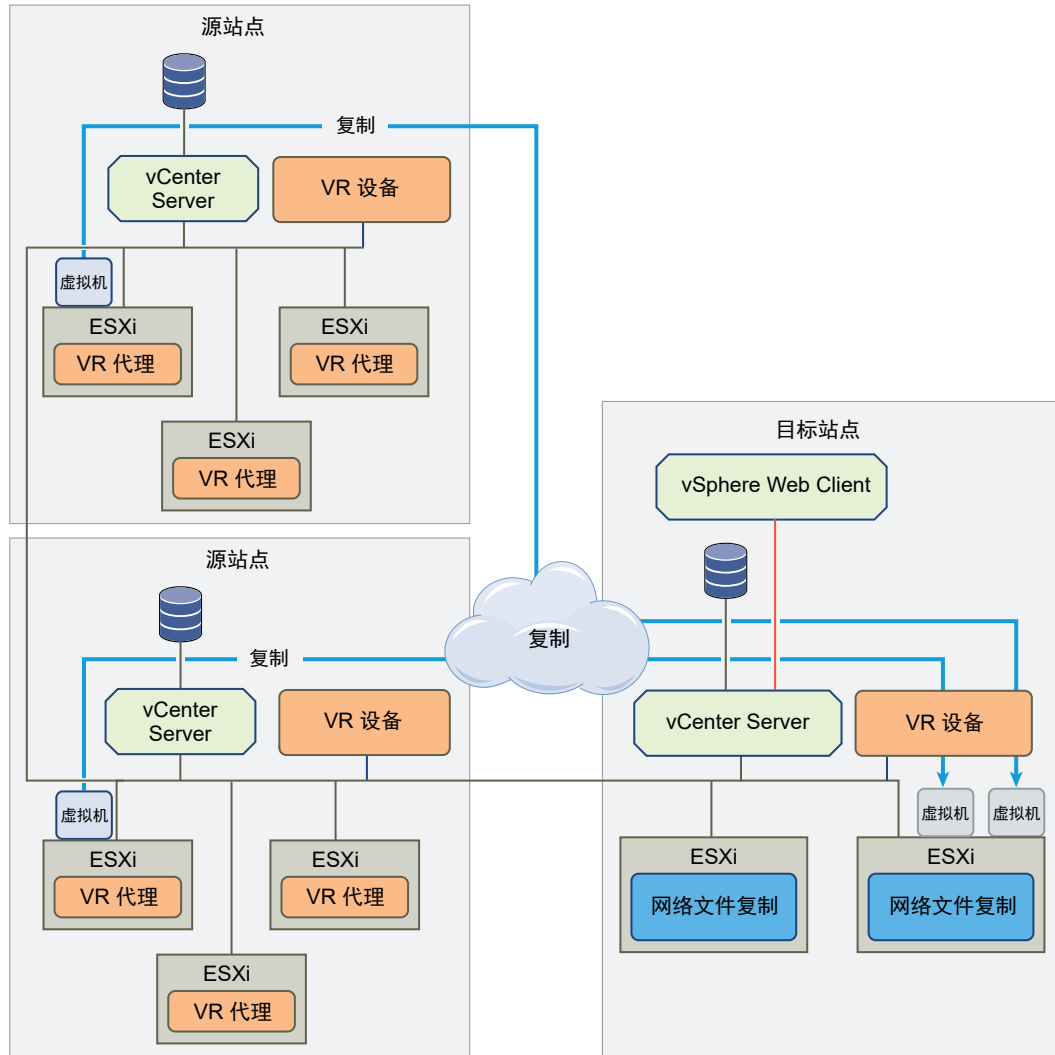 源站点
复制
vCenter
Server
VR 设备
虚拟机
ESXi
VR 代理
ESXi
VR 代理
ESXi
VR 代理
源站点
复制
vCenter
Server
VR 设备
虚拟机
ESXi
VR 代理
ESXi
VR 代理
ESXi
VR 代理
复制
目标站点
vSphere Web Client
vCenter Server
VR 设备
虚拟机
虚拟机
ESXi
网络文件复制
ESXi
网络文件复制